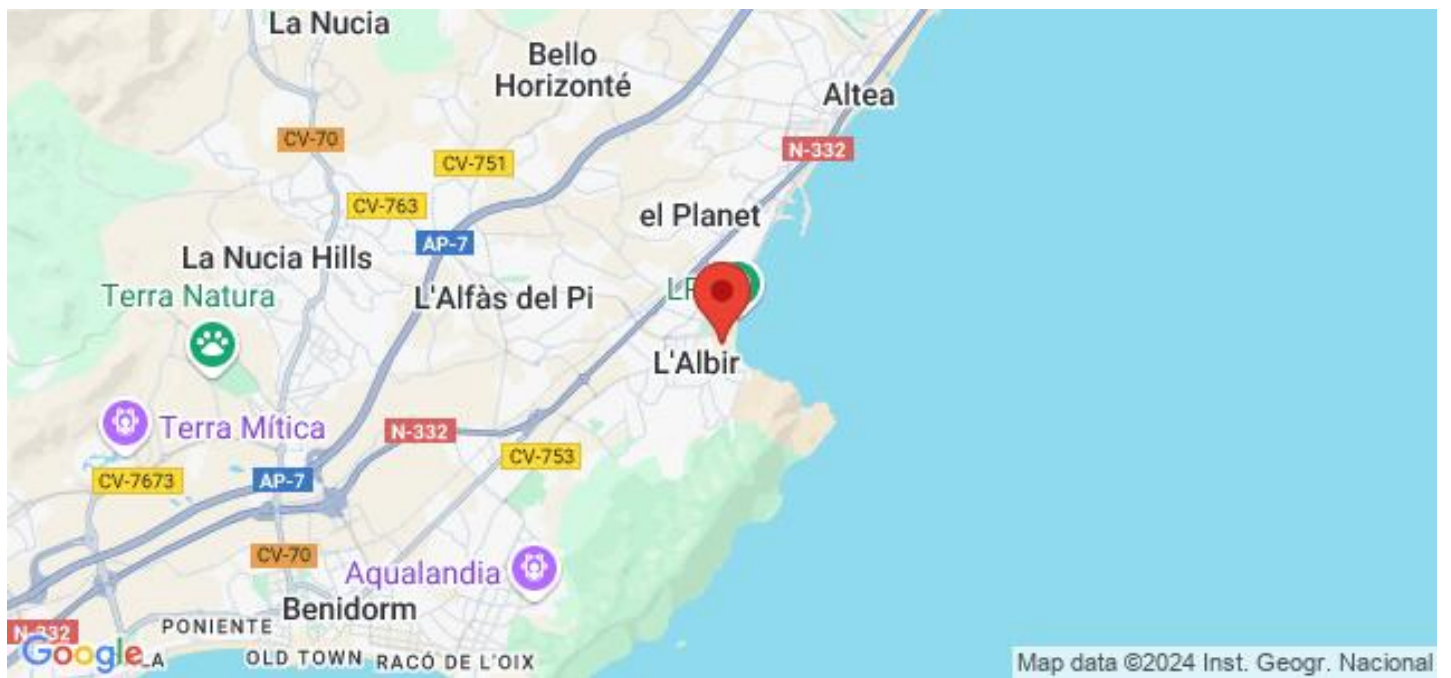 La Nucia
Bello
Horizonté
Altea
CV-70
N-332
CV-751
CV-763
el Planet
AP-7
La Nucia Hills
Terra Natura
L'Alfàs del Pi
L'Albir
Terra Mítica
N-332
CV-753
CV-7673
AP-7
CV-70
Aqualandia
Benidorm
PONIENTE
N-332
Google
OLD TOWN
RACÓ DE L'OIX
Map data ©2024 Inst. Geogr. Nacional